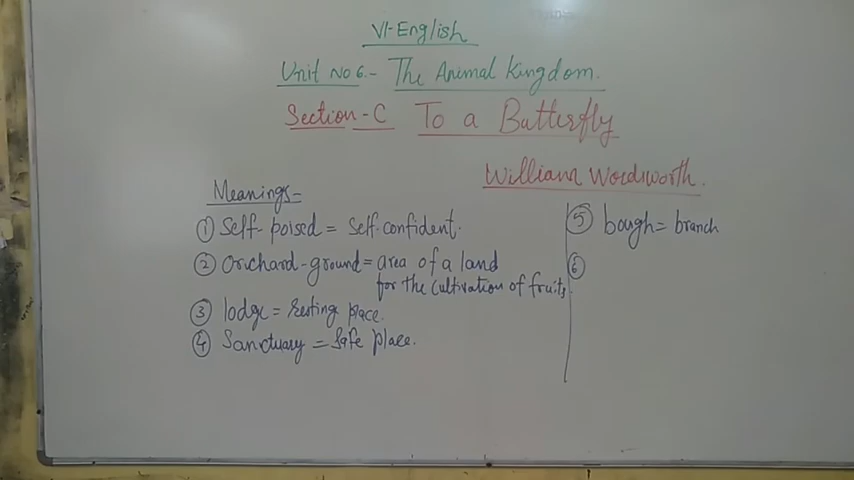 VI-English
Unit No 6.- The Animal Kingdom.
Section-C To a Butterfly
William Wordsworth.
Meanings=
① Self-poised = Self-confident.
② Orchard-ground = area of a land
for the cultivation of fruits.
③ lodge = resting place.
④ Sanctuary = Safe place.
⑤ bough = branch
⑥